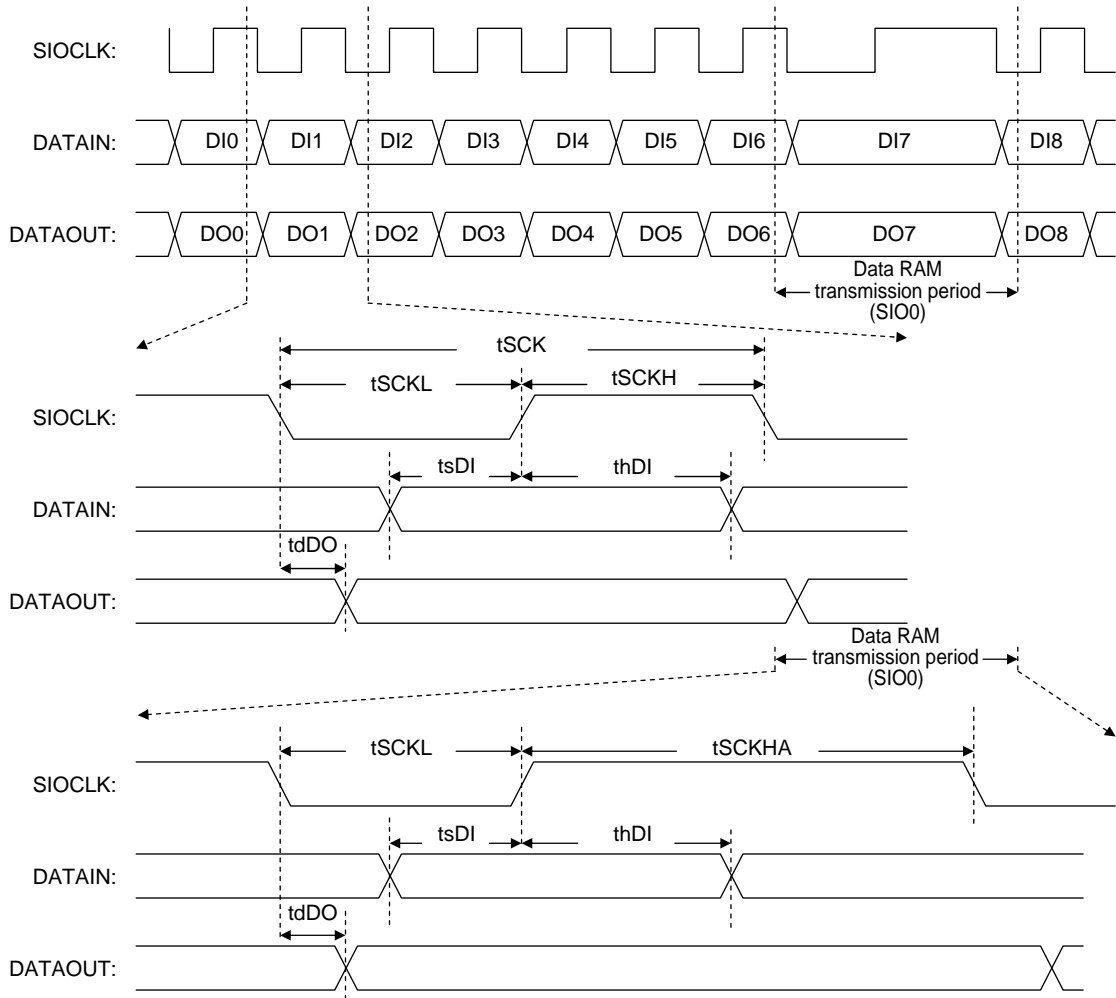 SIOCLK:
DATAIN: DI0 DI1 DI2 DI3 DI4 DI5 DI6 DI7 DI8
DATAOUT: DO0 DO1 DO2 DO3 DO4 DO5 DO6 DO7 DO8
Data RAM
transmission period
(SIO0)
tSCK
tSCKL tSCKH
SIOCLK:
tsDI thDI
DATAIN:
tdDO
DATAOUT:
Data RAM
transmission period
(SIO0)
tSCKL tSCKHA
SIOCLK:
tsDI thDI
DATAIN:
tdDO
DATAOUT: